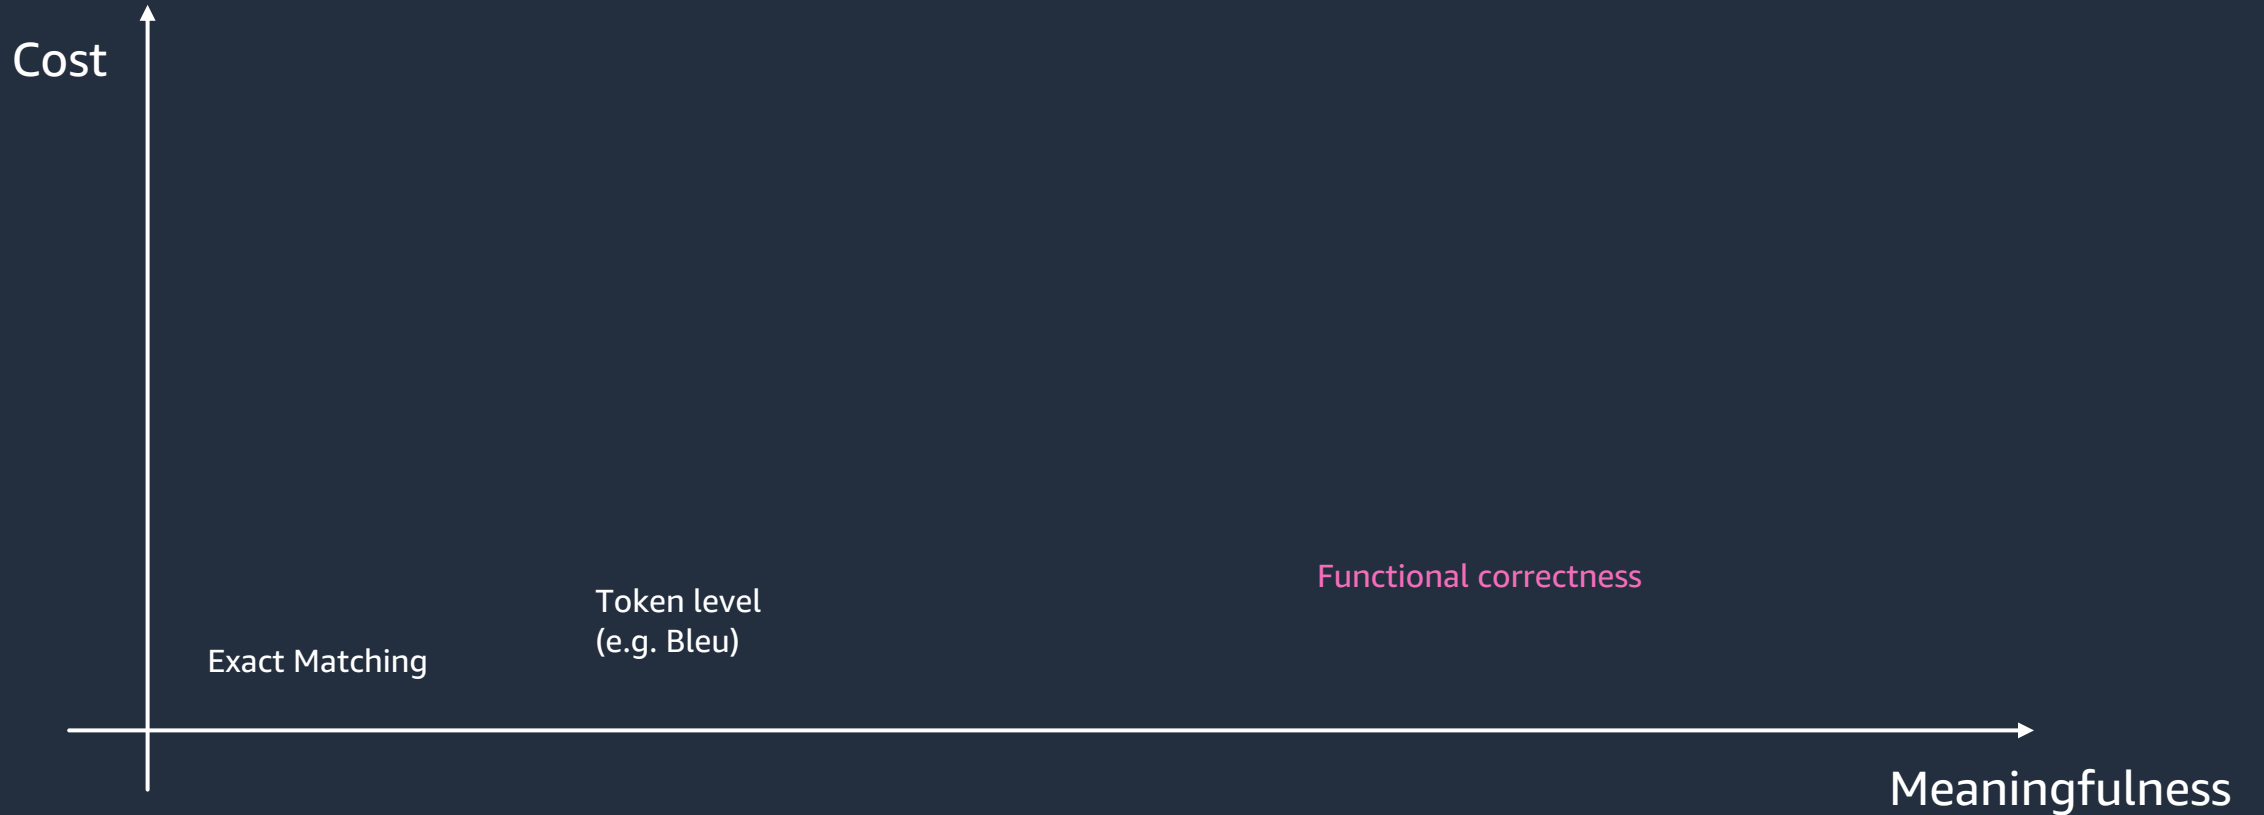 Cost
Functional correctness
Token level
(e.g. Bleu)
Exact Matching
Meaningfulness